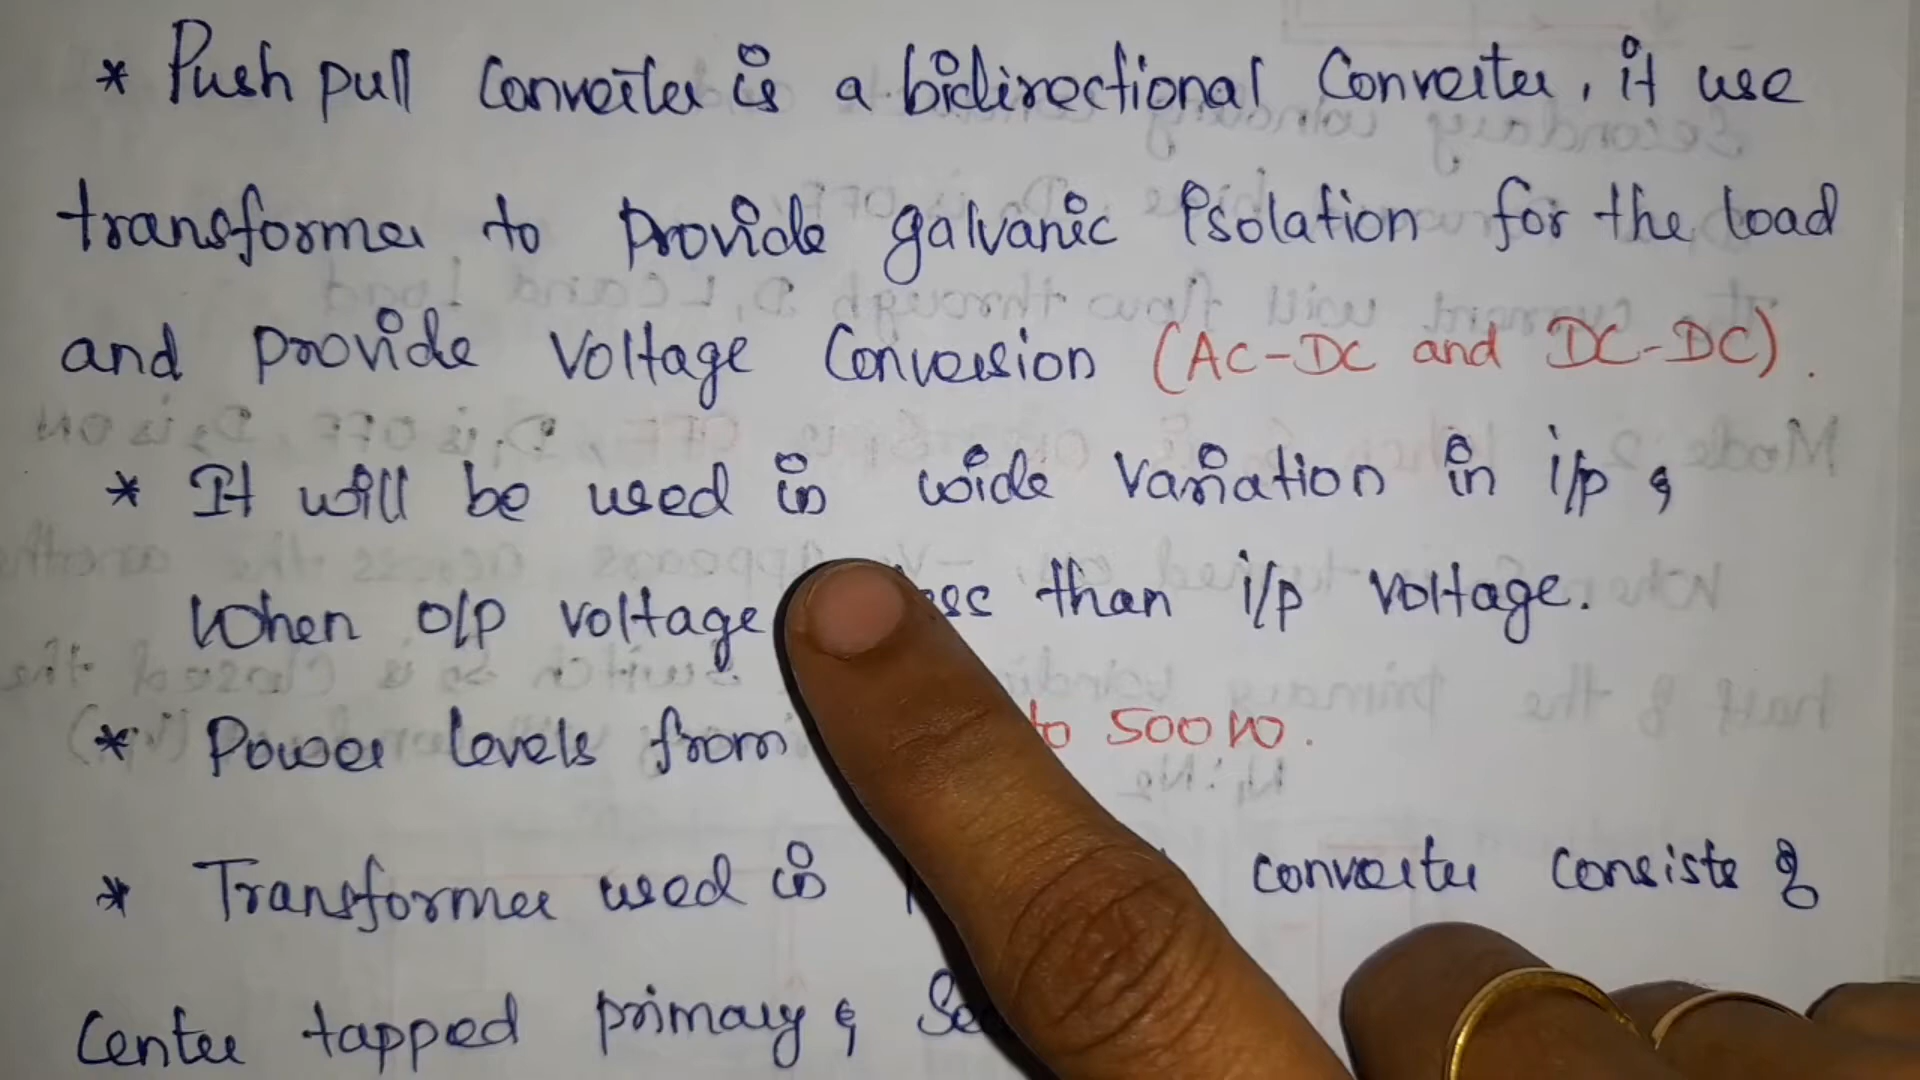 * Push pull Converter is a bidirectional Converter, it use
transformer to provide galvanic isolation for the load
and provide Voltage Conversion (AC-DC and DC-DC).
* It will be used in wide variation in i/p &
When o/p voltage than i/p voltage.
* Power levels from to 500W.
* Transformer used in converter consists of
Center tapped primary &